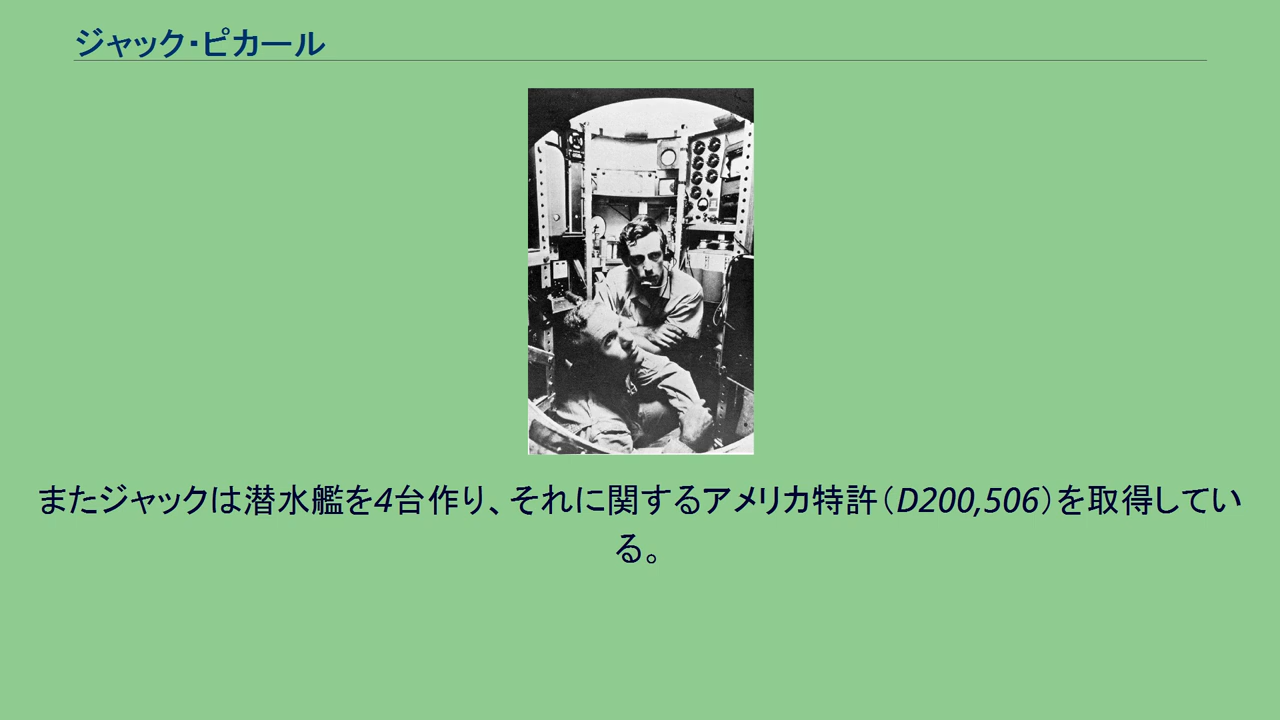 ジャック・ピカール
またジャックは潜水艦を4台作り、それに関するアメリカ特許（D200,506）を取得してい
る。